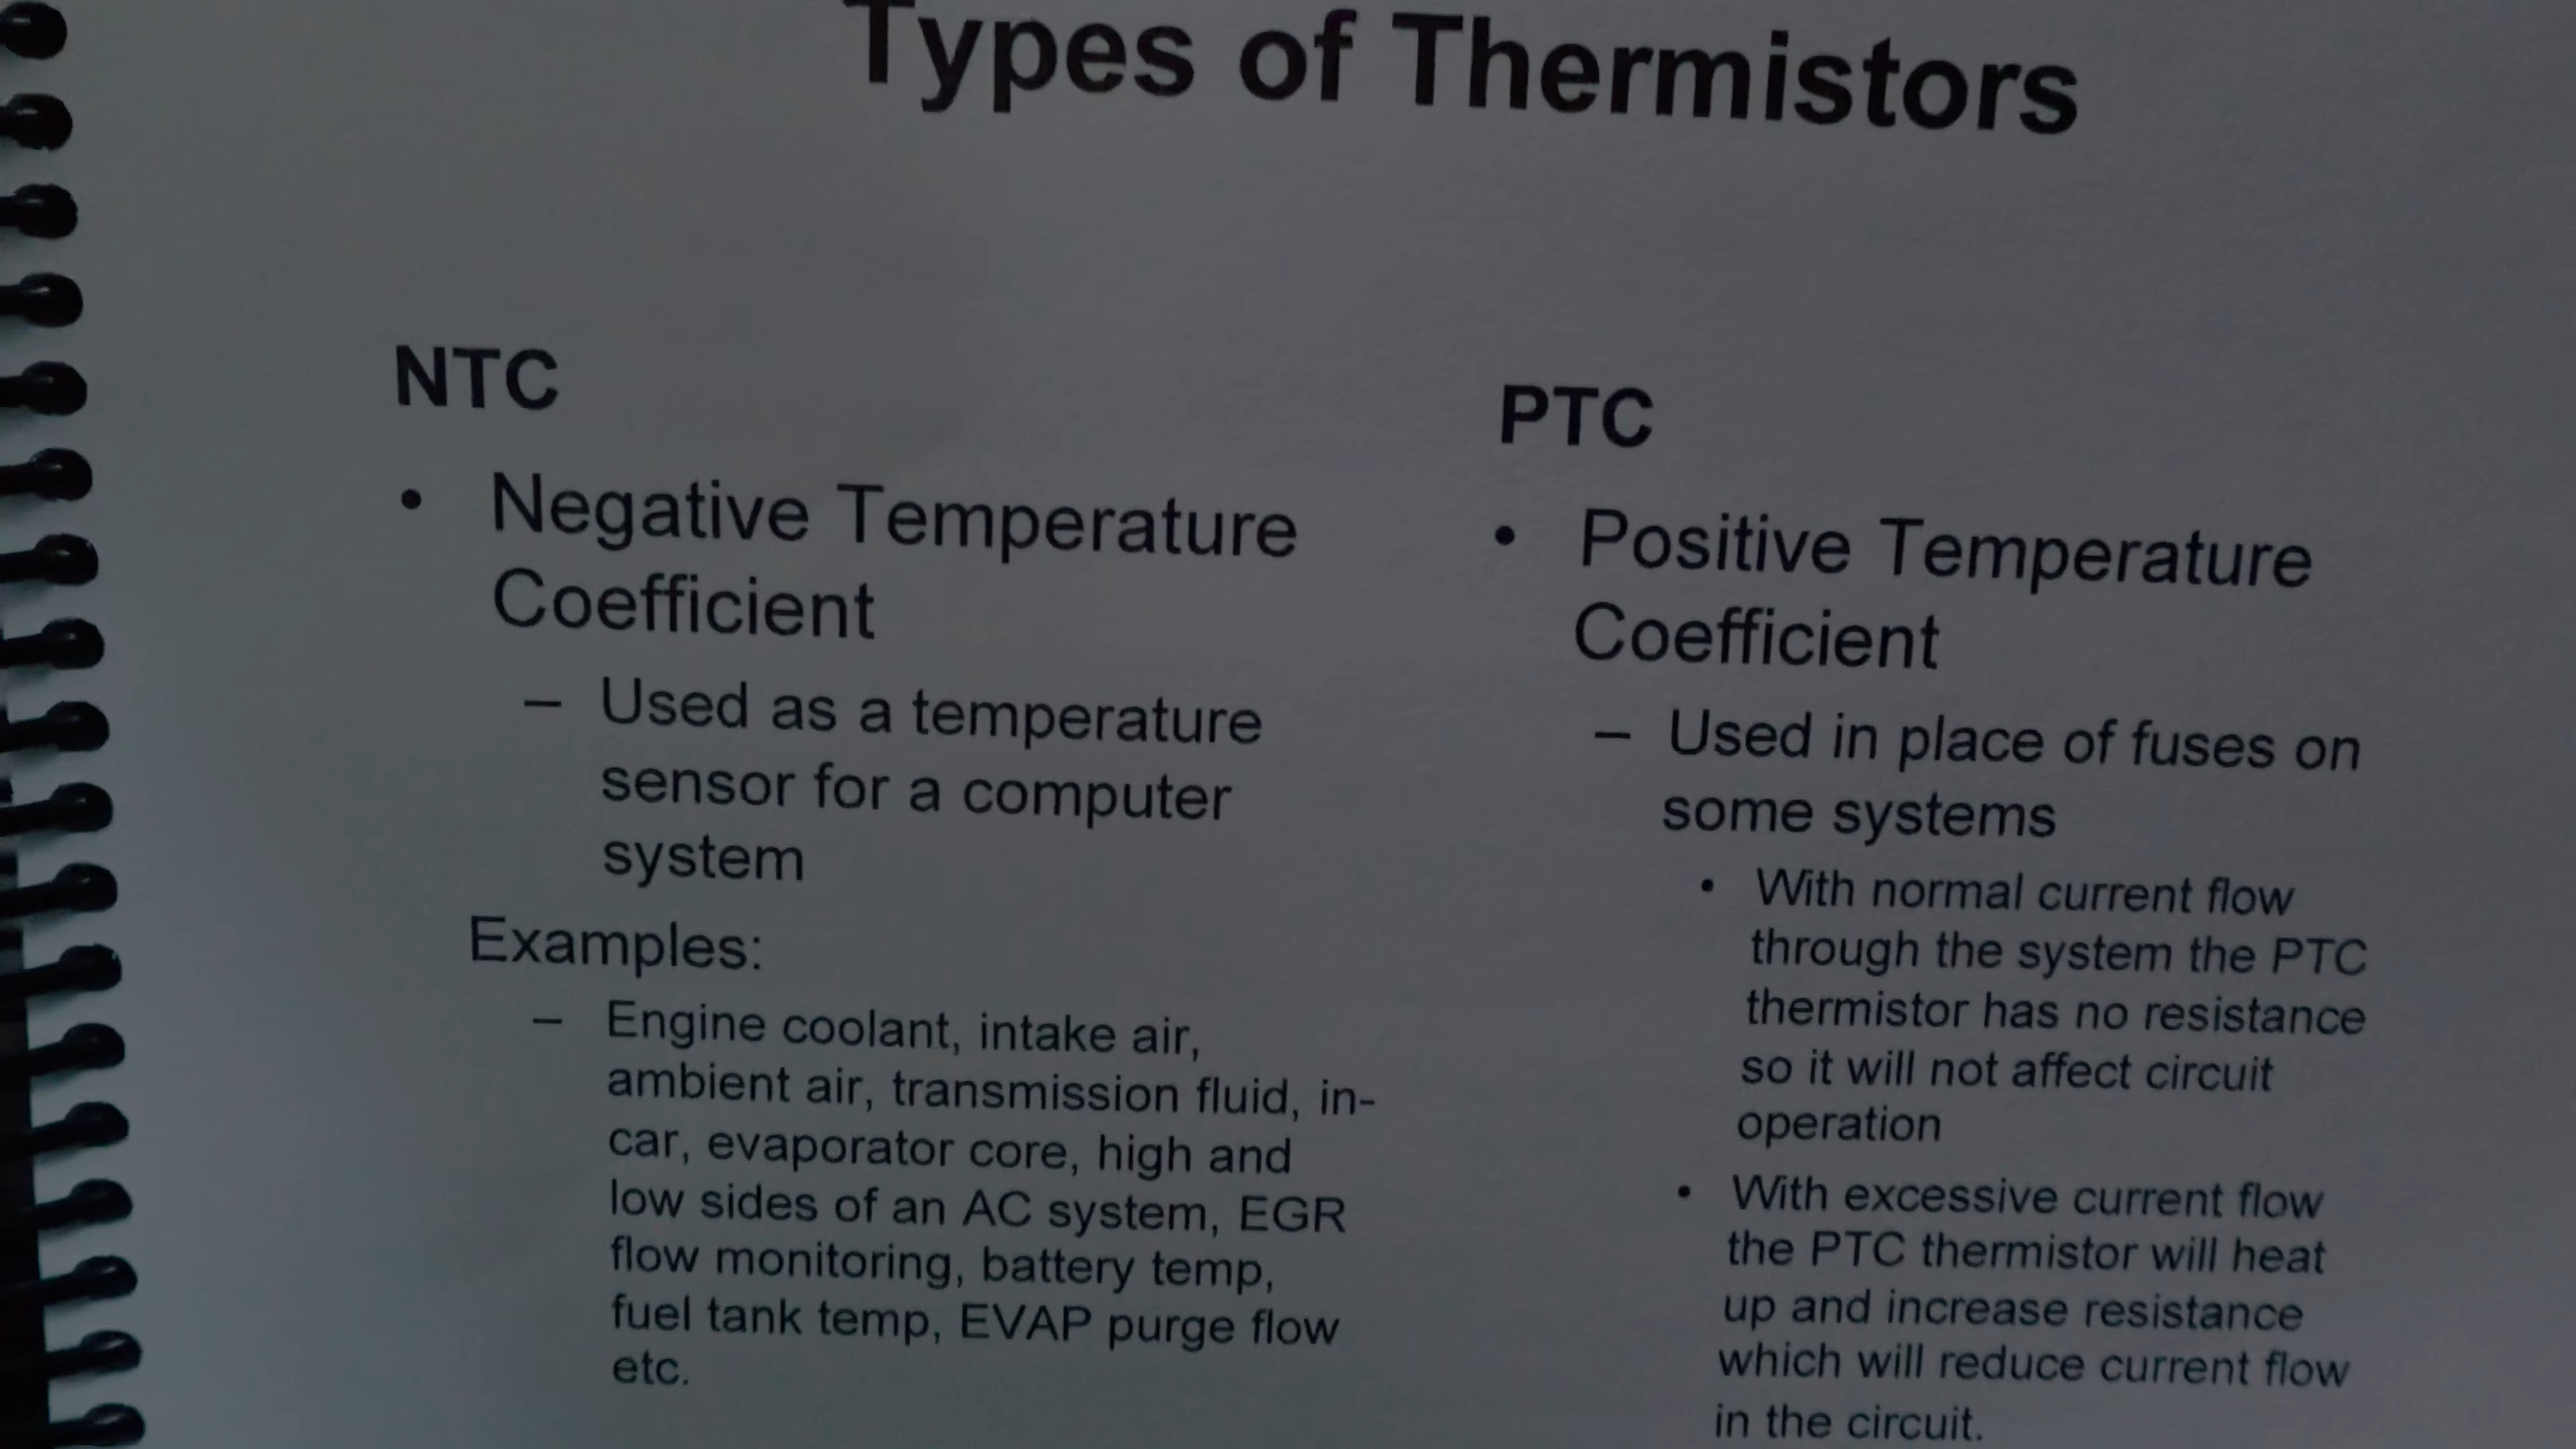 Types of Thermistors
NTC
• Negative Temperature
Coefficient
– Used as a temperature
sensor for a computer
system
Examples:
– Engine coolant, intake air,
ambient air, transmission fluid, in-
car, evaporator core, high and
low sides of an AC system, EGR
flow monitoring, battery temp,
fuel tank temp, EVAP purge flow
etc.
PTC
• Positive Temperature
Coefficient
– Used in place of fuses on
some systems
• With normal current flow
through the system the PTC
thermistor has no resistance
so it will not affect circuit
operation
• With excessive current flow
the PTC thermistor will heat
up and increase resistance
which will reduce current flow
in the circuit.